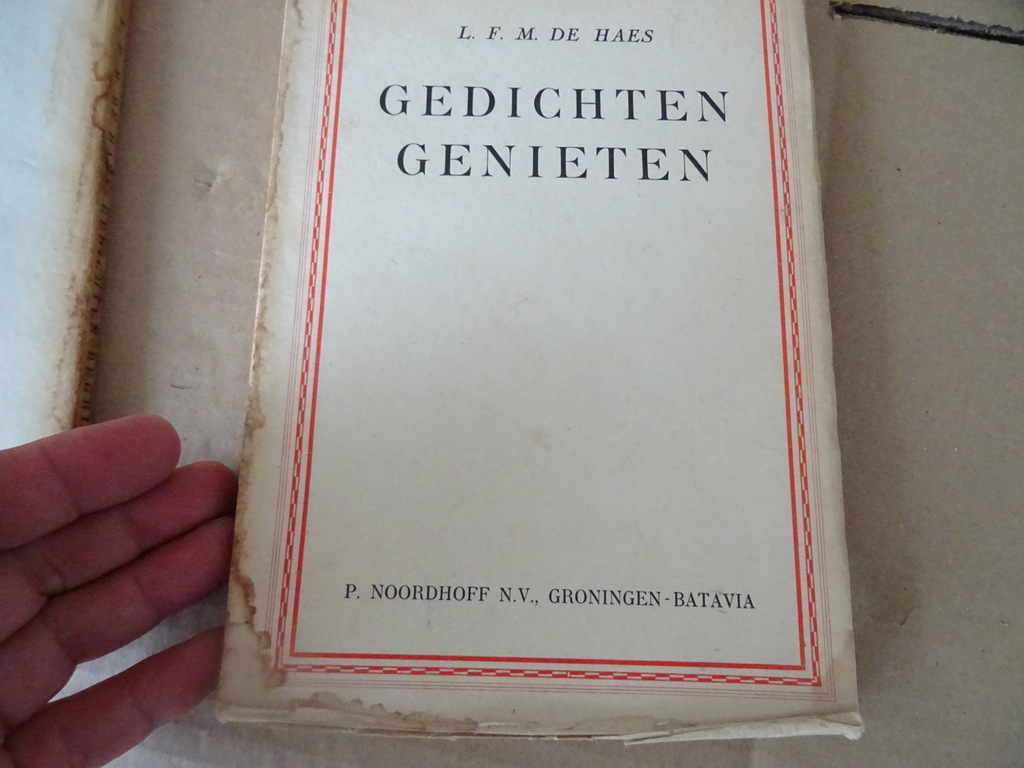 L. F. M. DE HAES
GEDICHTEN
GENIETEN
P. NOORDHOFF N.V., GRONINGEN-BATAVIA